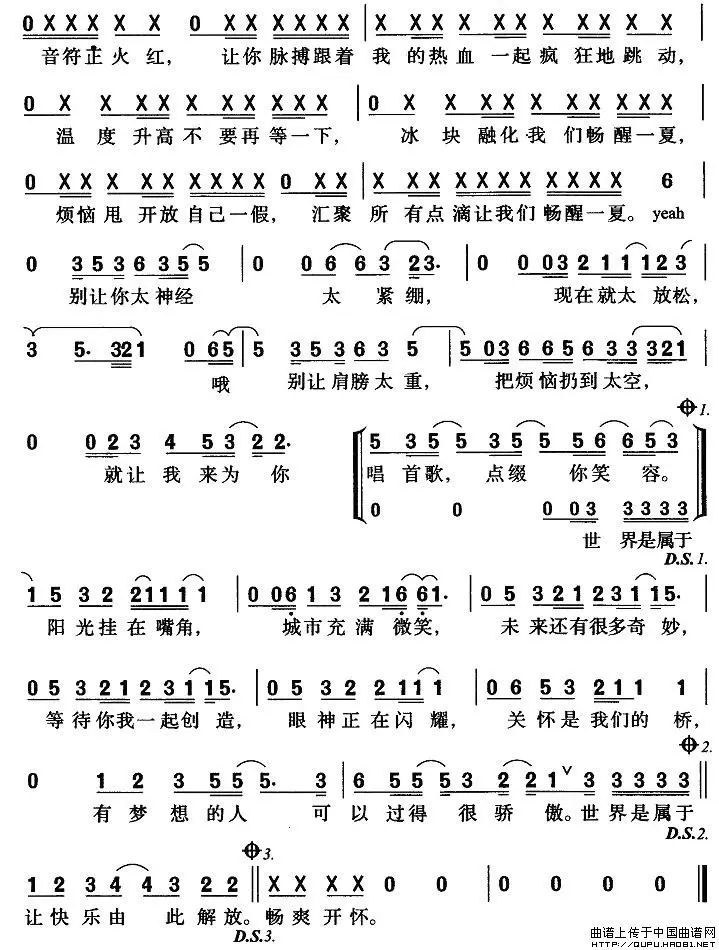 0 X X X X X X 0 X X X X X X X X X X X X X X X X X X X X
音符正火红， 让你脉搏跟着我的热血一起疯狂地跳动，
0 X X X X X X X X X X 0 X X X X X X X X X
温度升高不要再等一下， 冰块融化我们畅醒一夏，
0 X X X X X X X X X X 0 X X X X X X X X X X X X X X 6
烦恼甩开放自己一假， 汇聚所有点滴让我们畅醒一夏。yeah
0 3 5 3 6 3 5 5 0 0 6 6 3 2 3· 0 0 0 3 2 1 1 1 2 3
别让你太神经 太紧绷， 现在就太放松，
3 5· 3 2 1 0 6 5 5 3 5 3 6 6 3 5 5 0 3 6 6 5 6 3 3 3 2 1
哦 别让肩膀太重， 把烦恼扔到太空，
1.
0 0 2 3 4 5 3 2 2· 5 3 5 5 3 5 5 5 6 6 5 3
就让我来为你 唱首歌，点缀你笑容。
0 0 0 0 3 3 3 3 3
世界是属于
D.S.1.
1 5 3 2 2 1 1 1 1 0 0 6 1 3 2 1 6 6 1· 0 5 3 2 1 2 3 1 1 5·
阳光挂在嘴角， 城市充满微笑， 未来还有很多奇妙，
0 5 3 2 1 2 3 1 1 5· 0 5 3 2 2 1 1 1 0 6 5 3 2 1 1 1 1
等待你我一起创造， 眼神正在闪耀， 关怀是我们的桥，
2.
0 1 2 3 5 5 5· 3 6 5 5 5 3 2 2 1 ∨ 3 3 3 3 3
有梦想的人 可以过得很骄傲。世界是属于
D.S.2.
3.
1 2 3 4 4 3 2 2 X X X X 0 0 0 0
让快乐由此解放。畅爽开怀。
D.S.3.
曲谱上传于中国曲谱网
http://QUPU.HAO81.NET